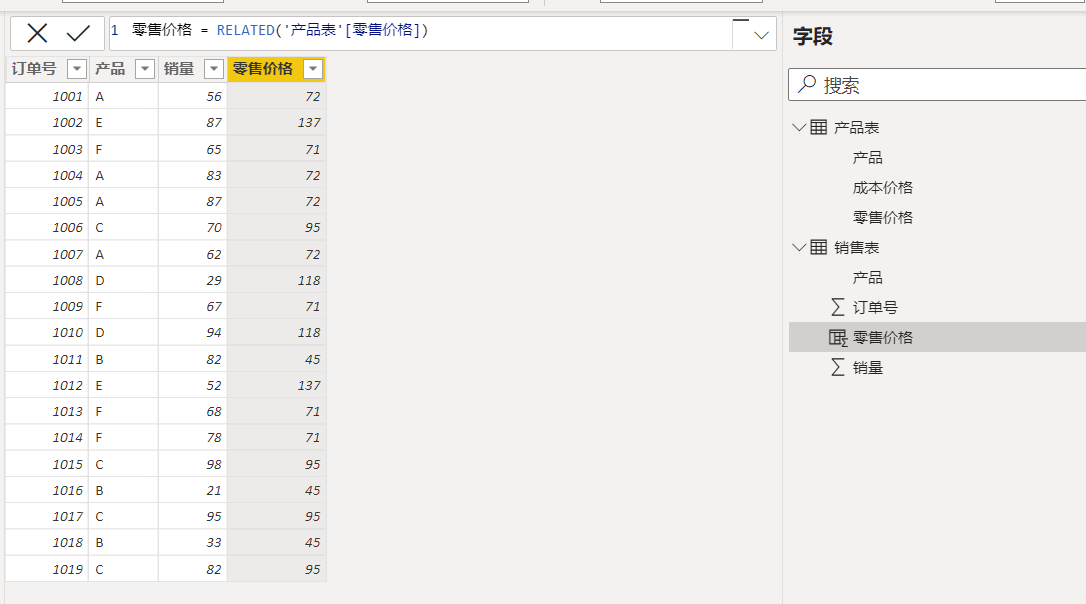 1 零售价格 = RELATED('产品表'[零售价格])
订单号 产品 销量 零售价格
1001 A 56 72
1002 E 87 137
1003 F 65 71
1004 A 83 72
1005 A 87 72
1006 C 70 95
1007 A 62 72
1008 D 29 118
1009 F 67 71
1010 D 94 118
1011 B 82 45
1012 E 52 137
1013 F 68 71
1014 F 78 71
1015 C 98 95
1016 B 21 45
1017 C 95 95
1018 B 33 45
1019 C 82 95
字段
搜索
产品表
产品
成本价格
零售价格
销售表
产品
订单号
零售价格
销量